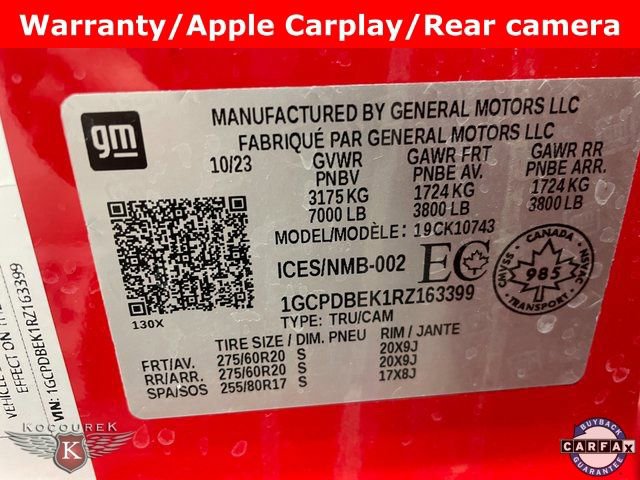 Warranty/Apple Carplay/Rear camera
gm
MANUFACTURED BY GENERAL MOTORS LLC
FABRIQUÉ PAR GENERAL MOTORS LLC
10/23 GVWR GAWR FRT GAWR RR
PNBV PNBE AV. PNBE ARR.
3175 KG 1724 KG 1724 KG
7000 LB 3800 LB 3800 LB
MODEL/MODÈLE: 19CK10743
ICES/NMB-002 EC
CANADA
985
TRANSPORT
CMVSS NSVAC
1GCPDBEK1RZ163399
130X
TYPE: TRU/CAM
TIRE SIZE / DIM. PNEU RIM / JANTE
FRT/AV. 275/60R20 S 20X9J
RR/ARR. 275/60R20 S 20X9J
SPA/SOS 255/80R17 S 17X8J
EFFECT ON
VIN: 1GCPDBEK1RZ163399
KOCOUREK
K
BUYBACK
CARFAX
GUARANTEE